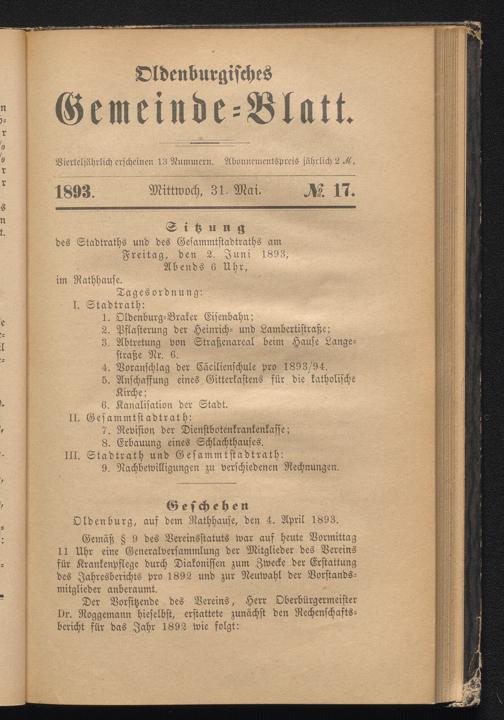 Oldenburgisches
Gemeinde=Blatt.
Vierteljährlich erscheinen 13 Nummern. Abonnementspreis jährlich 2 M.
1893. Mittwoch, 31. Mai. № 17.
Sitzung
des Stadtraths und des Gesammtstadtraths am
Freitag, den 2. Juni 1893,
Abends 6 Uhr,
im Rathhause.
Tagesordnung:
I. Stadtrath:
1. Oldenburg=Braker Eisenbahn;
2. Pflasterung der Heinrich= und Lambertistraße;
3. Abtretung von Straßenareal beim Hause Lange=
straße Nr. 6.
4. Voranschlag der Cäcilienschule pro 1893/94.
5. Anschaffung eines Gitterkastens für die katholische
Kirche;
6. Kanalisation der Stadt.
II. Gesammtstadtrath:
7. Revision der Dienstbotenkrankenkasse;
8. Erbauung eines Schlachthauses.
III. Stadtrath und Gesammtstadtrath:
9. Nachbewilligungen zu verschiedenen Rechnungen.
Geschehen
Oldenburg, auf dem Rathhause, den 4. April 1893.
Gemäß § 9 des Vereinsstatuts war auf heute Vormittag
11 Uhr eine Generalversammlung der Mitglieder des Vereins
für Krankenpflege durch Diakonissen zum Zwecke der Erstattung
des Jahresberichts pro 1892 und zur Neuwahl der Vorstands=
mitglieder anberaumt.
Der Vorsitzende des Vereins, Herr Oberbürgermeister
Dr. Roggemann hieselbst, erstattete zunächst den Rechenschafts=
bericht für das Jahr 1892 wie folgt: